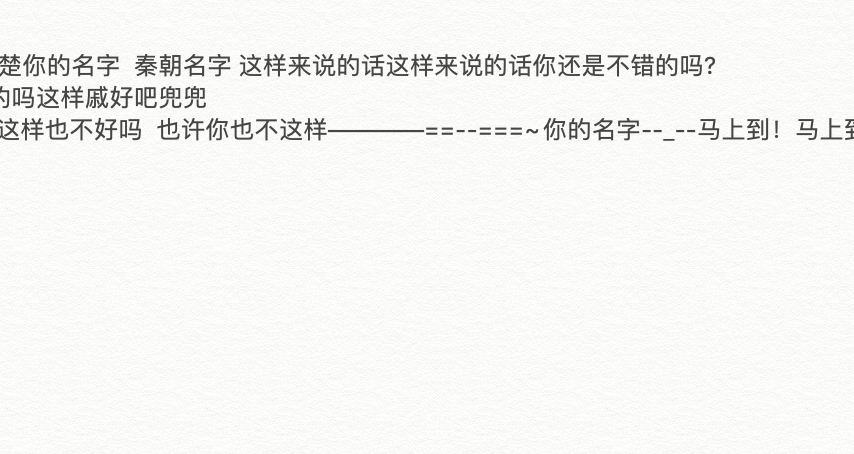 楚你的名字  秦朝名字 这样来说的话这样来说的话你还是不错的吗?
的吗这样戚好吧兜兜
这样也不好吗  也许你也不这样————==--===~你的名字--_--马上到！马上到